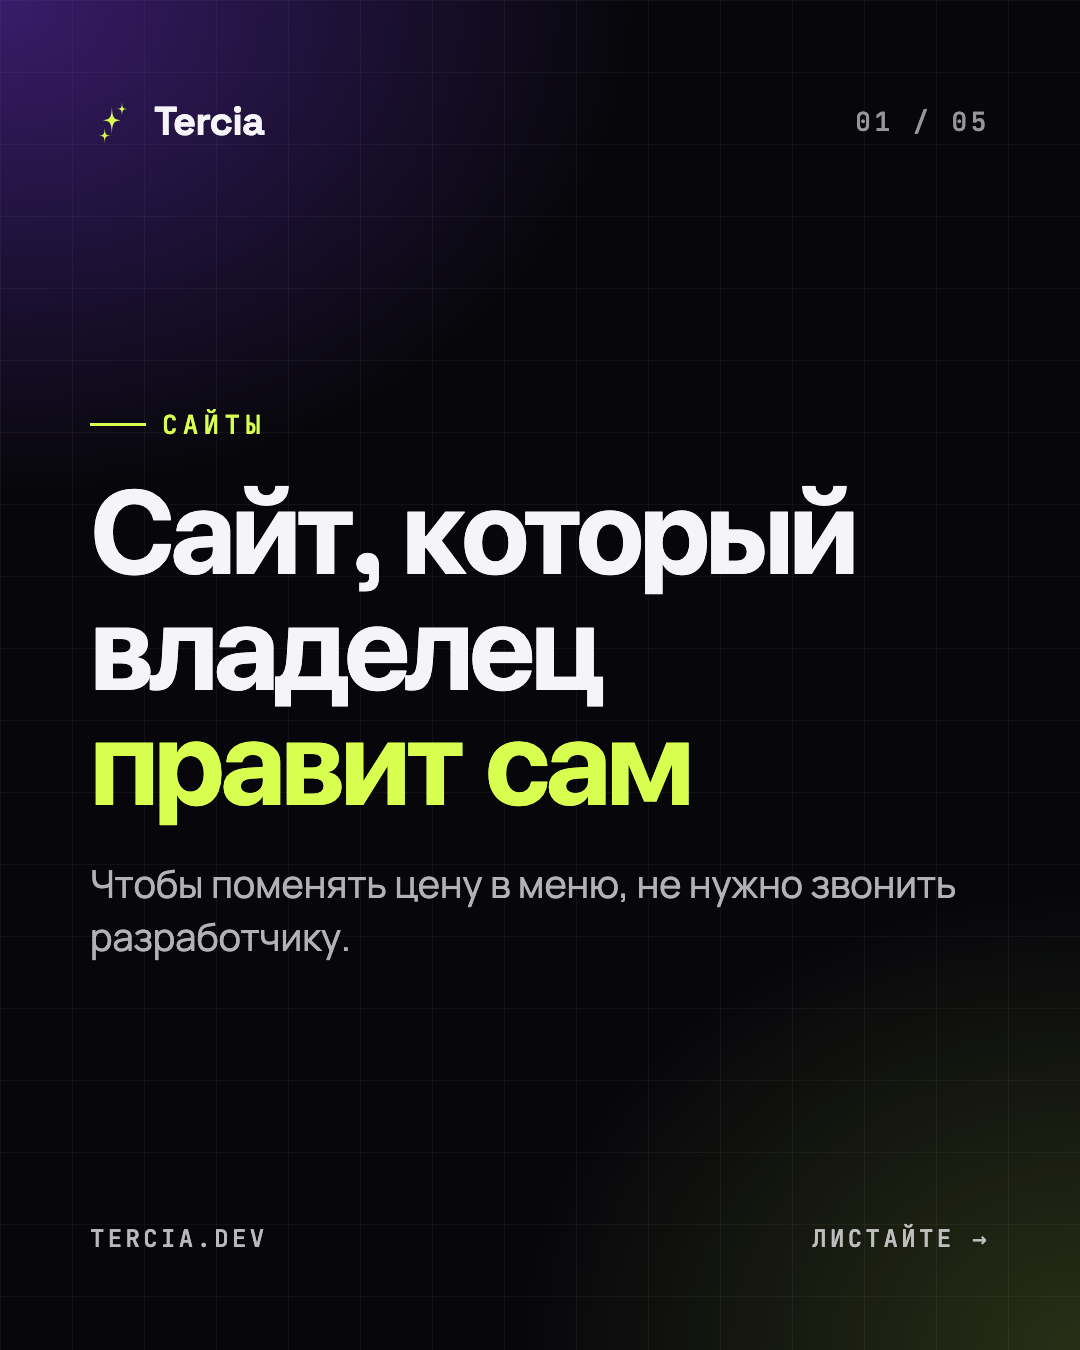 Tercia
01 / 05
САЙТЫ
Сайт, который
владелец
правит сам
Чтобы поменять цену в меню, не нужно звонить
разработчику.
TERCIA.DEV
ЛИСТАЙТЕ →